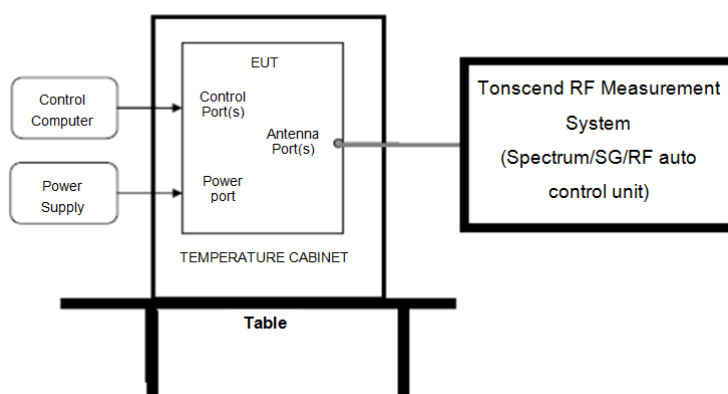 EUT
Control
Computer
Control
Port(s)
Antenna
Port(s)
Power
Supply
Power
port
TEMPERATURE CABINET
Table
Tonscend RF Measurement
System
(Spectrum/SG/RF auto
control unit)